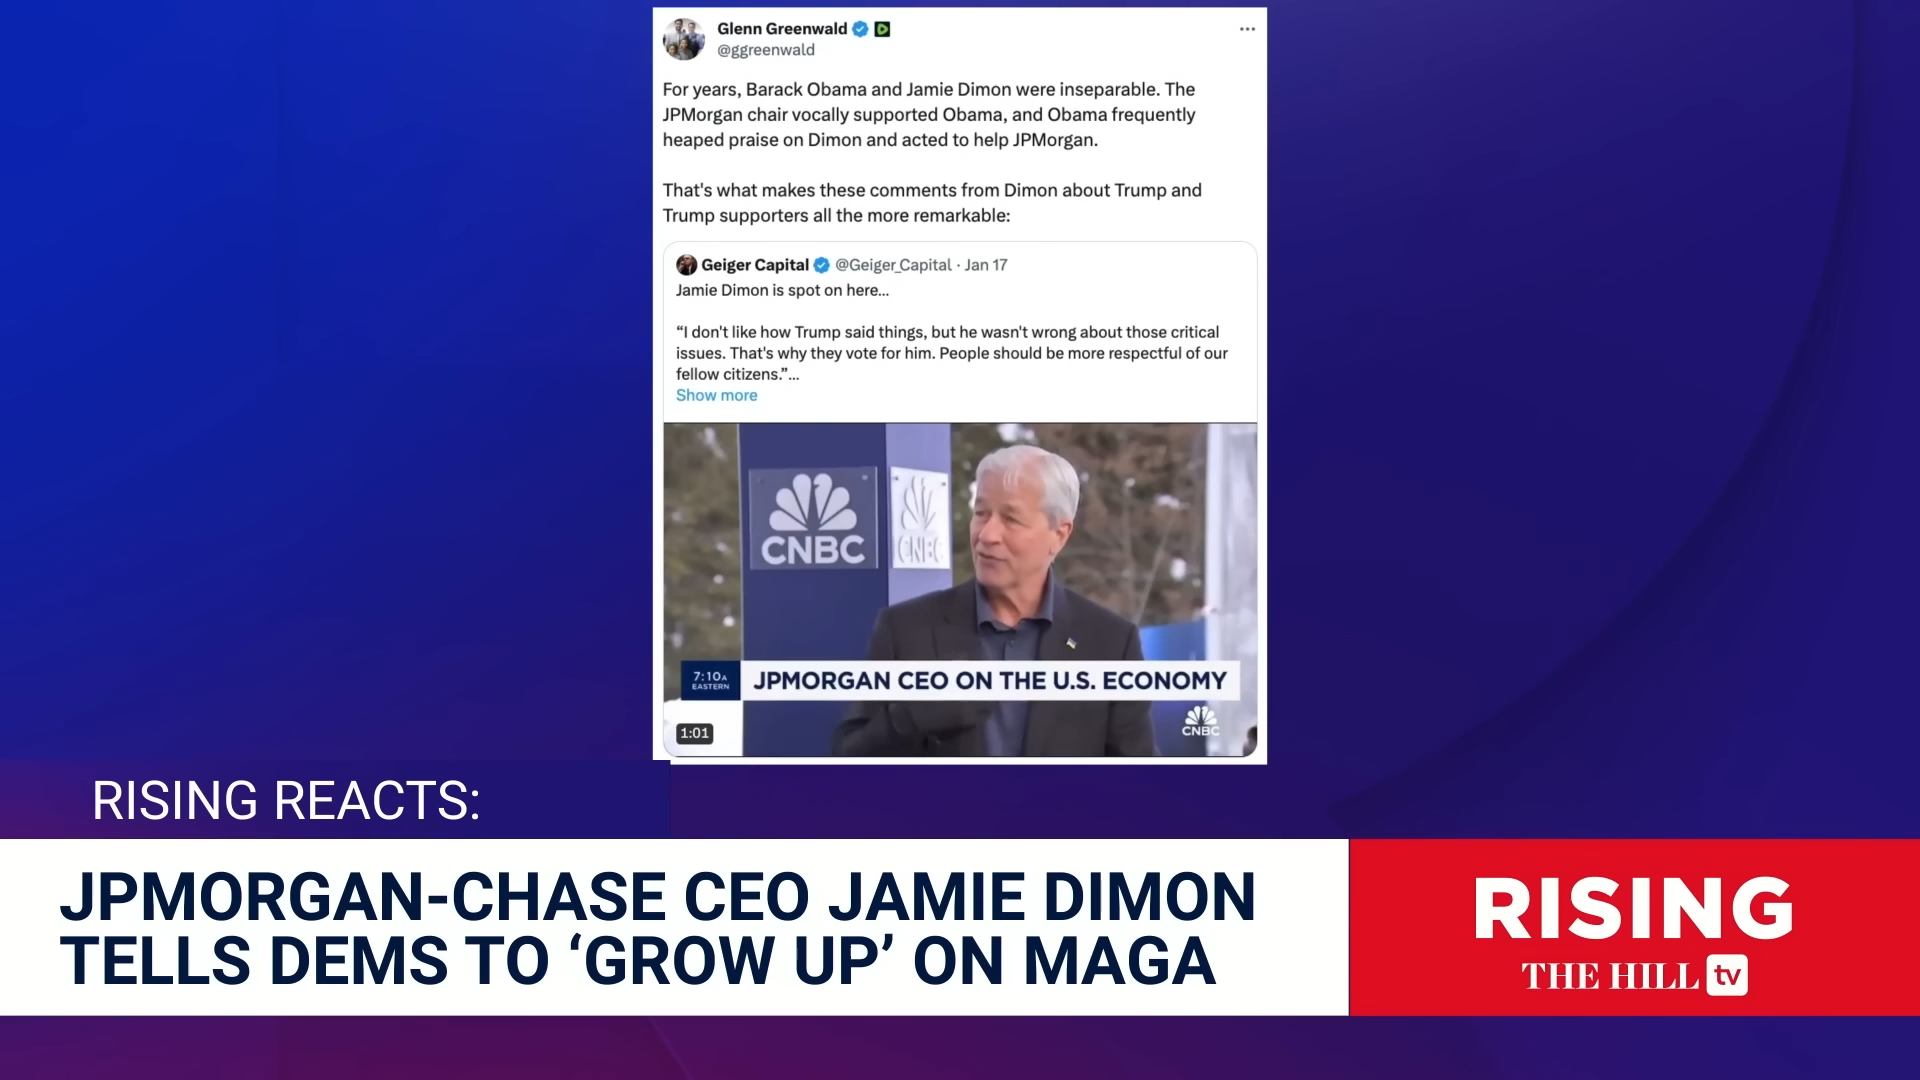 Glenn Greenwald
@ggreenwald
For years, Barack Obama and Jamie Dimon were inseparable. The
JPMorgan chair vocally supported Obama, and Obama frequently
heaped praise on Dimon and acted to help JPMorgan.
That's what makes these comments from Dimon about Trump and
Trump supporters all the more remarkable:
Geiger Capital @Geiger_Capital · Jan 17
Jamie Dimon is spot on here...
“I don't like how Trump said things, but he wasn't wrong about those critical
issues. That's why they vote for him. People should be more respectful of our
fellow citizens.”...
Show more
CNBC
CNBC
7:10A
EASTERN
JPMORGAN CEO ON THE U.S. ECONOMY
1:01
CNBC
RISING REACTS:
JPMORGAN-CHASE CEO JAMIE DIMON
TELLS DEMS TO ‘GROW UP’ ON MAGA
RISING
THE HILL tv